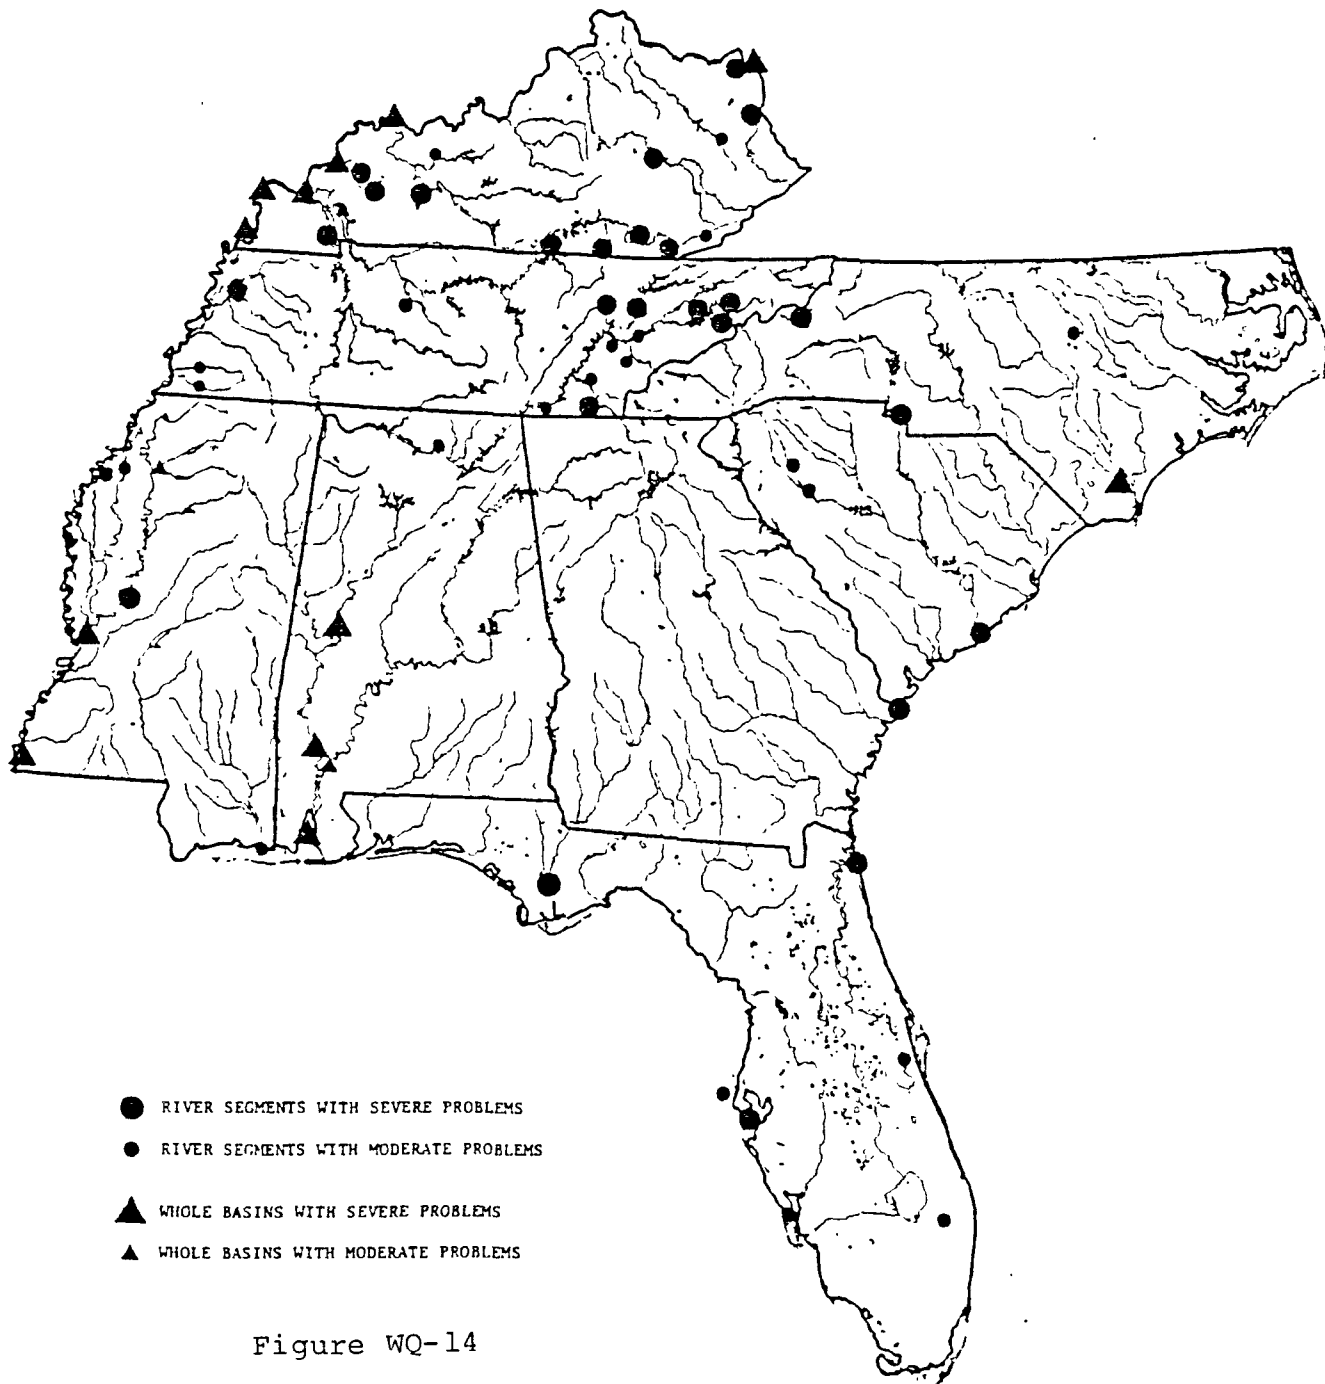 RIVER SEGMENTS WITH SEVERE PROBLEMS
RIVER SEGMENTS WITH MODERATE PROBLEMS
WHOLE BASINS WITH SEVERE PROBLEMS
WHOLE BASINS WITH MODERATE PROBLEMS
Figure WQ-14